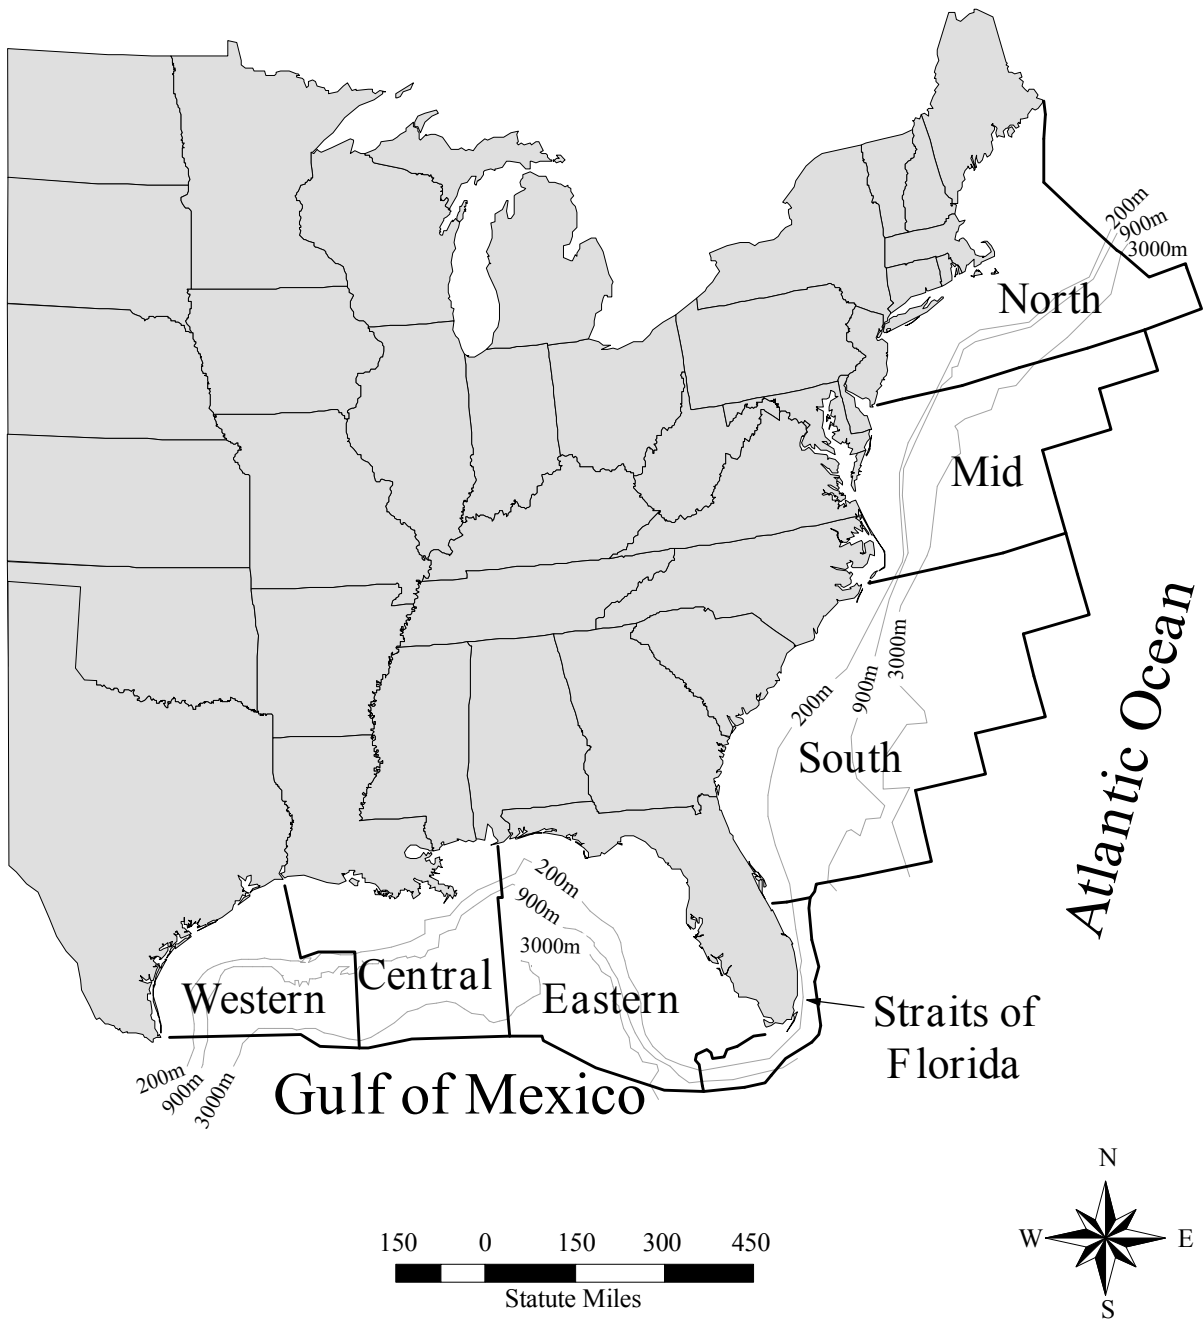 200m
900m
3000m
North
Mid
Atlantic Ocean
3000m
900m
200m
South
200m
900m
3000m
Central
Western
Eastern
Straits of
Florida
200m
900m
3000m
Gulf of Mexico
N
W E
S
150 0 150 300 450
Statute Miles